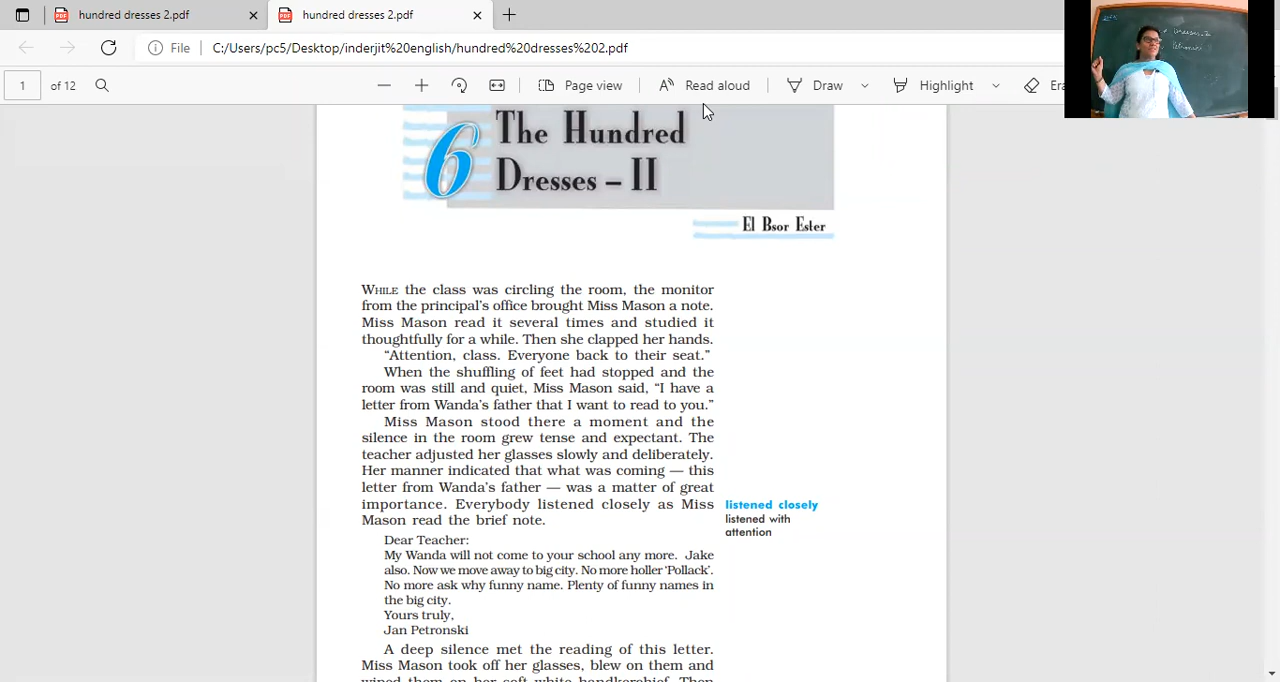 hundred dresses 2.pdf
hundred dresses 2.pdf
File
C:/Users/pc5/Desktop/inderjit%20english/hundred%20dresses%202.pdf
1 of 12
Page view
Read aloud
Draw
Highlight
Era
Dresses-2
6
The Hundred
Dresses – II
El Bsor Ester
WHILE the class was circling the room, the monitor
from the principal's office brought Miss Mason a note.
Miss Mason read it several times and studied it
thoughtfully for a while. Then she clapped her hands.
“Attention, class. Everyone back to their seat.”
When the shuffling of feet had stopped and the
room was still and quiet, Miss Mason said, “I have a
letter from Wanda's father that I want to read to you.”
Miss Mason stood there a moment and the
silence in the room grew tense and expectant. The
teacher adjusted her glasses slowly and deliberately.
Her manner indicated that what was coming — this
letter from Wanda's father — was a matter of great
importance. Everybody listened closely as Miss
Mason read the brief note.
listened closely
listened with
attention
Dear Teacher:
My Wanda will not come to your school any more. Jake
also. Now we move away to big city. No more holler ‘Pollack’.
No more ask why funny name. Plenty of funny names in
the big city.
Yours truly,
Jan Petronski
A deep silence met the reading of this letter.
Miss Mason took off her glasses, blew on them and
wiped them on her soft white handkerchief. Then